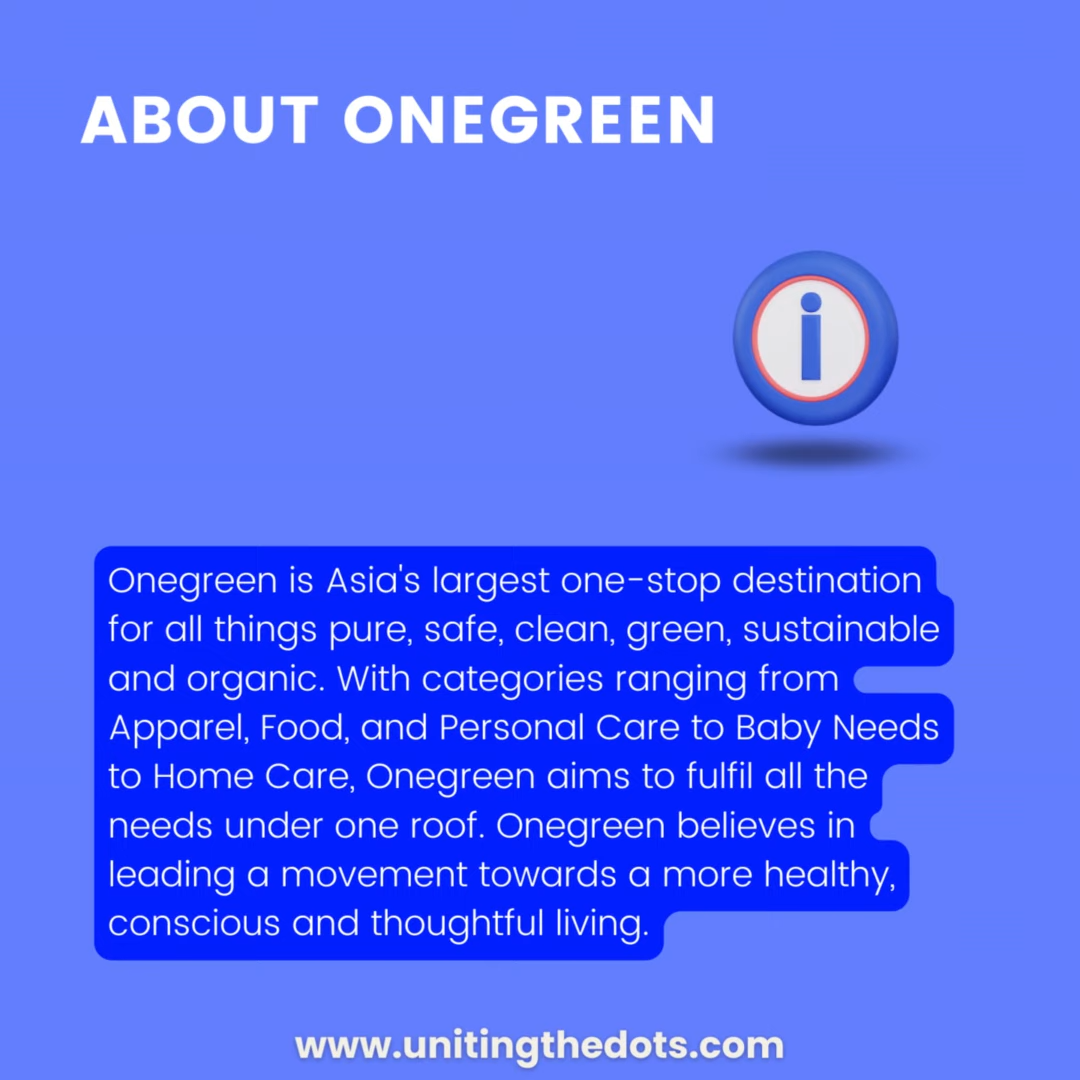 ABOUT ONEGREEN
i
Onegreen is Asia's largest one-stop destination
for all things pure, safe, clean, green, sustainable
and organic. With categories ranging from
Apparel, Food, and Personal Care to Baby Needs
to Home Care, Onegreen aims to fulfil all the
needs under one roof. Onegreen believes in
leading a movement towards a more healthy,
conscious and thoughtful living.
www.unitingthedots.com